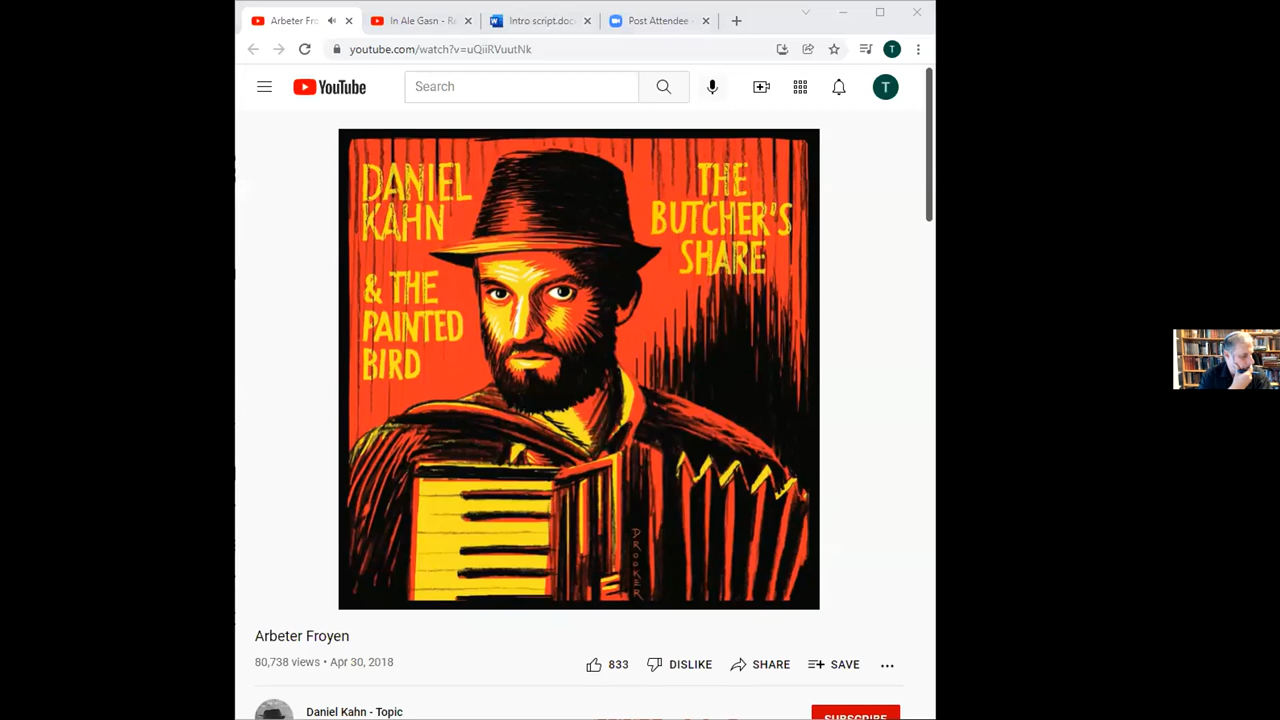 Arbeter Fro
In Ale Gasn - Re
Intro script.docx
Post Attendee -
youtube.com/watch?v=uQiiRVuutNk
YouTube
Search
T
DANIEL
KAHN
& THE
PAINTED
BIRD
THE
BUTCHER'S
SHARE
DROOKER
Arbeter Froyen
80,738 views • Apr 30, 2018
833
DISLIKE
SHARE
SAVE
Daniel Kahn - Topic
SUBSCRIBE